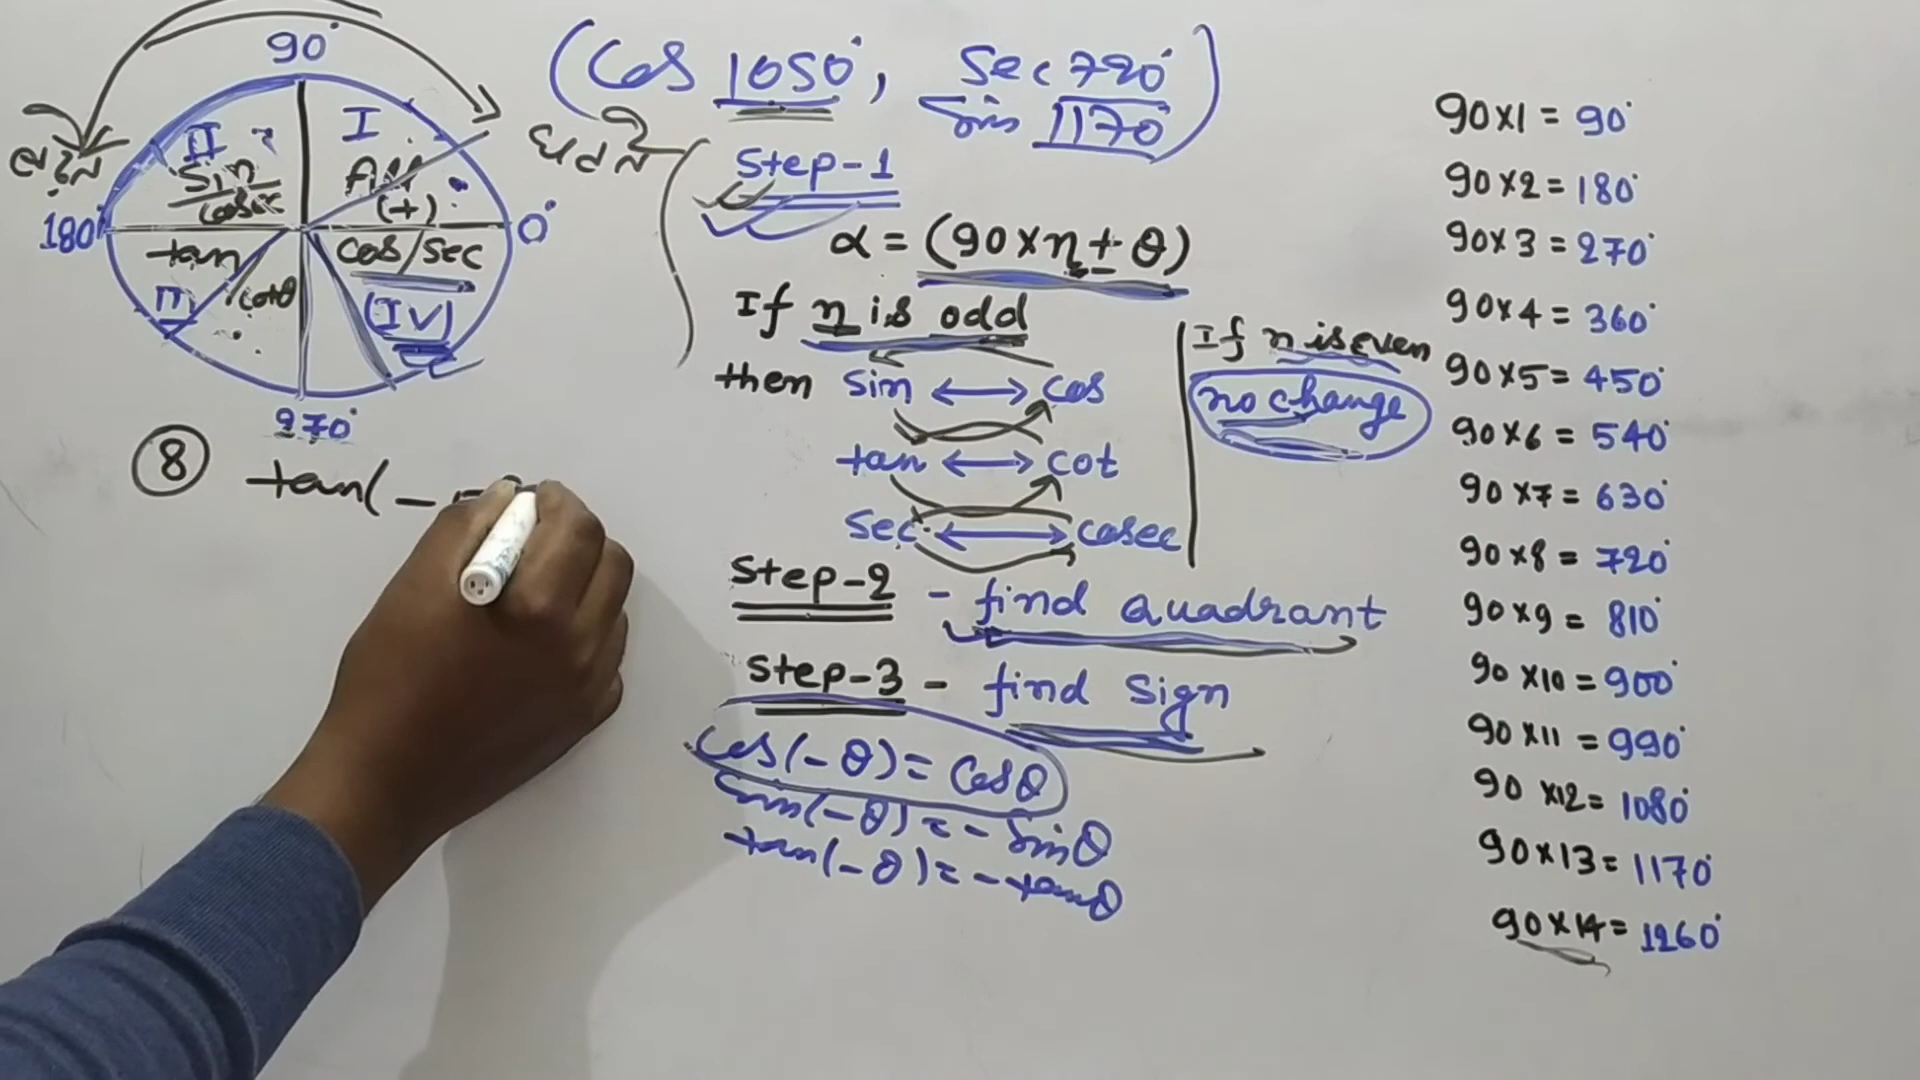 90°
(Cos 1050°, Sec 720°
Sin 1170°)
II I
Sin All
Cosec (+)
180° 0°
tan Cos/Sec
III cotθ (IV)
270°
Step-1
α = (90×n±θ)
If n is odd
then Sin ↔ Cos
tan ↔ cot
Sec ↔ cosec
If n is even
no change
⑧ tan(-
Step-2 - find quadrant
Step-3 - find Sign
Cos(-θ) = Cosθ
Sin(-θ) = - Sinθ
tan(-θ) = - tanθ
90×1 = 90°
90×2 = 180°
90×3 = 270°
90×4 = 360°
90×5 = 450°
90×6 = 540°
90×7 = 630°
90×8 = 720°
90×9 = 810°
90×10 = 900°
90×11 = 990°
90×12 = 1080°
90×13 = 1170°
90×14 = 1260°